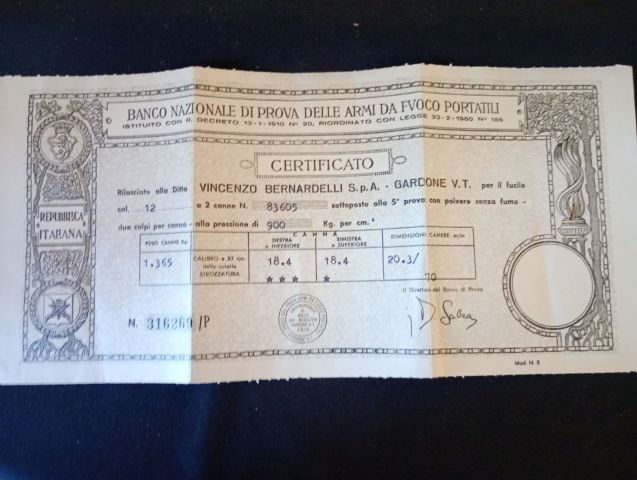 BANCO NAZIONALE DI PROVA DELLE ARMI DA FVOCO PORTATILI
ISTITUITO CON R. DECRETO 13-1-1910 Nº 20, RIORDINATO CON LEGGE 23-2-1960 Nº 186
CERTIFICATO
Rilasciato alla Ditta VINCENZO BERNARDELLI S.p.A. - GARDONE V.T. per il fucile
cal. 12 a 2 canne N. 83605 sottoposto alla 5ª prova con polvere senza fumo -
due colpi per canna - alla pressione di 900 Kg. per cm.²
CANNA
PESO CANNE Kg. DESTRA o INFERIORE SINISTRA o SUPERIORE DIMENSIONI CAMERE m/m
1.365 CALIBRO a 23 cm. dalla culatta 18.4 18.4 20.3/
STROZZATURA ★★★ ★ 70
Il Direttore del Banco di Prova
N. 316269/P
REPUBBLICA
ITALIANA
Mod. N. 8